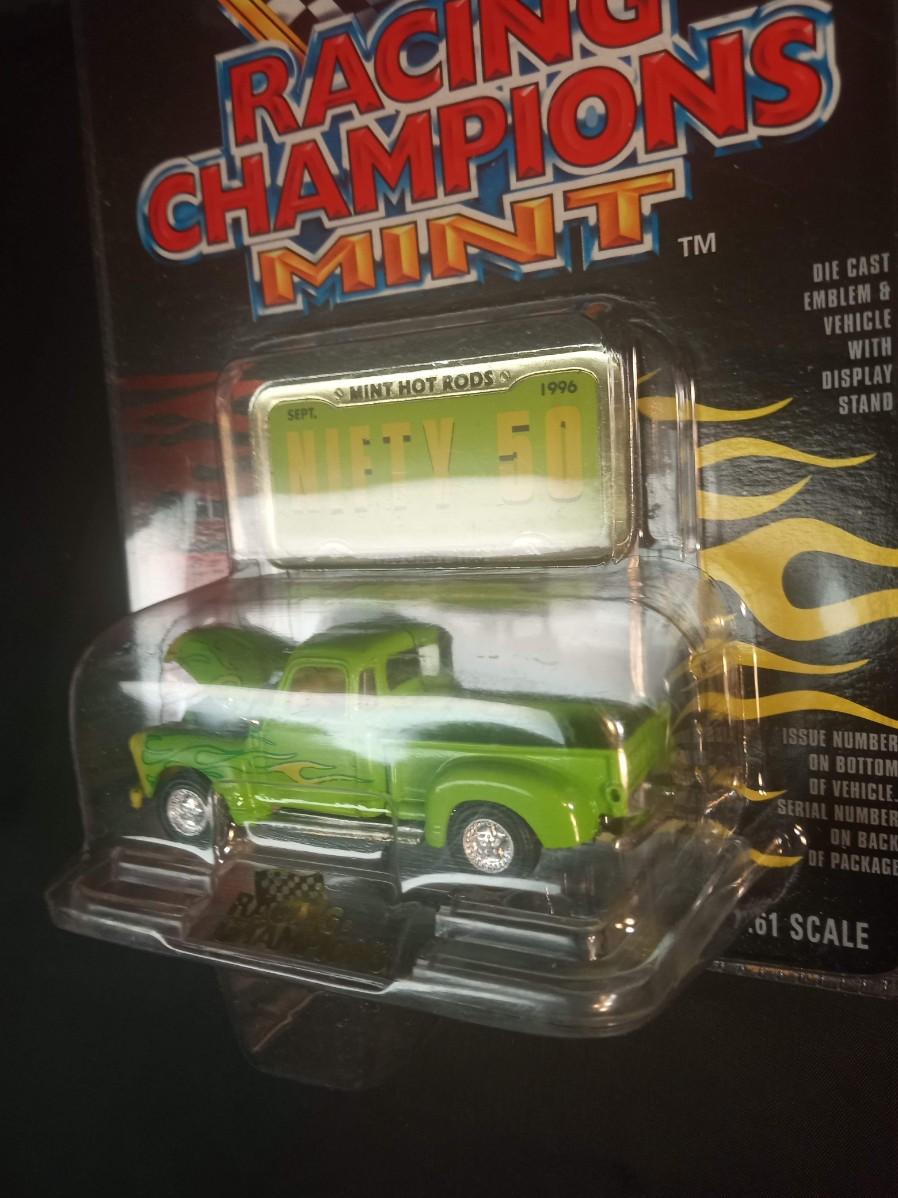 RACING
CHAMPIONS
MINT
TM
DIE CAST
EMBLEM &
VEHICLE
WITH
DISPLAY
STAND
MINT HOT RODS
SEPT.
1996
NIFTY 50
ISSUE NUMBER
ON BOTTOM
OF VEHICLE.
SERIAL NUMBER
ON BACK
OF PACKAGE
RACING
CHAMPIONS
:61 SCALE